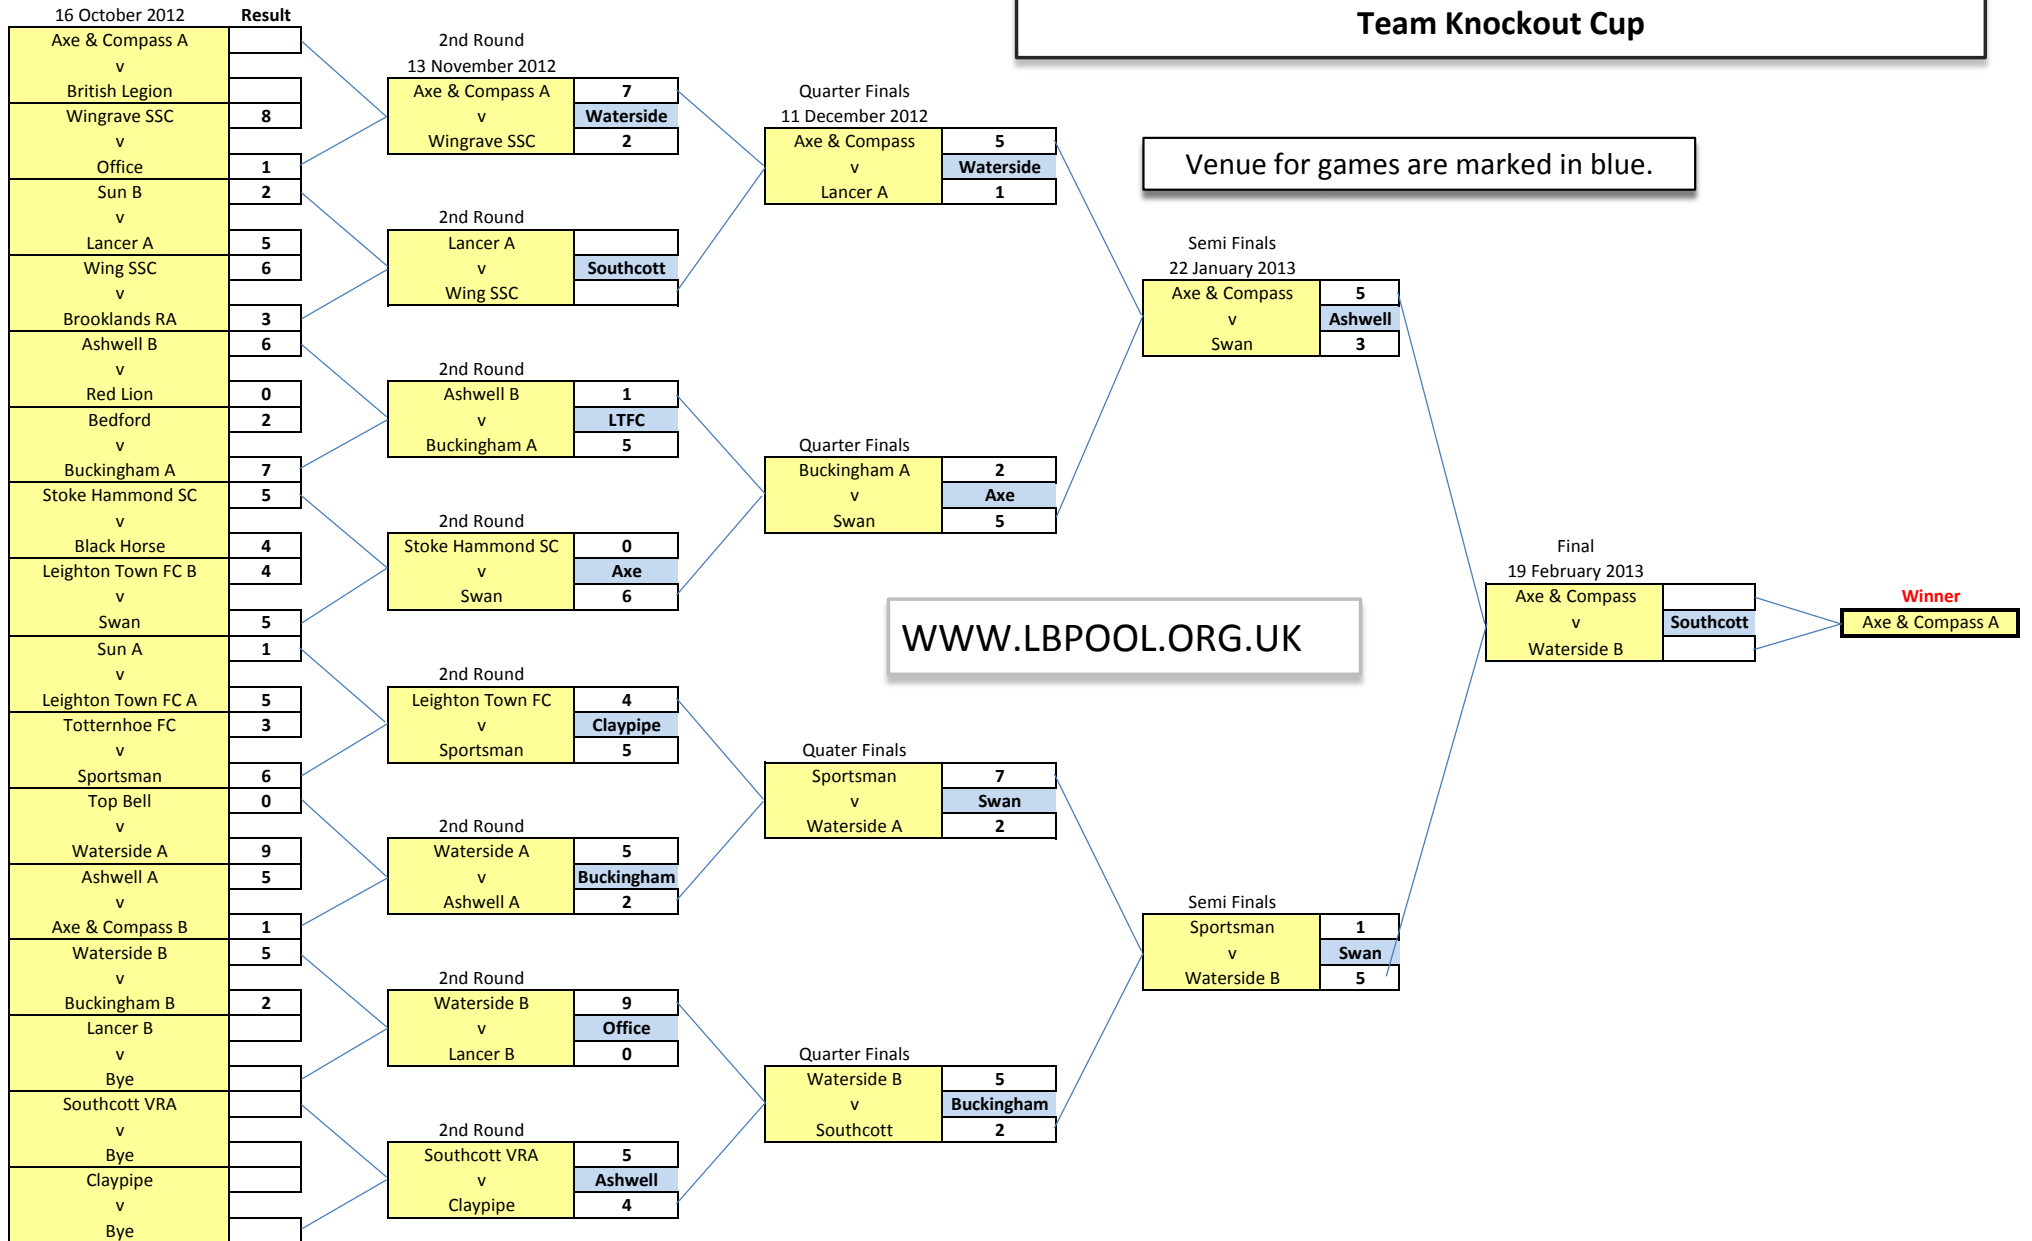 16 October 2012 Result
Axe & Compass A
v
British Legion
Wingrave SSC 8
v
Office 1
Sun B 2
v
Lancer A 5
Wing SSC 6
v
Brooklands RA 3
Ashwell B 6
v
Red Lion 0
Bedford 2
v
Buckingham A 7
Stoke Hammond SC 5
v
Black Horse 4
Leighton Town FC B 4
v
Swan 5
Sun A 1
v
Leighton Town FC A 5
Totternhoe FC 3
v
Sportsman 6
Top Bell 0
v
Waterside A 9
Ashwell A 5
v
Axe & Compass B 1
Waterside B 5
v
Buckingham B 2
Lancer B
v
Bye
Southcott VRA
v
Bye
Claypipe
v
Bye
2nd Round
13 November 2012
Axe & Compass A 7
v Waterside
Wingrave SSC 2
2nd Round
Lancer A
v Southcott
Wing SSC
2nd Round
Ashwell B 1
v LTFC
Buckingham A 5
2nd Round
Stoke Hammond SC 0
v Axe
Swan 6
2nd Round
Leighton Town FC 4
v Claypipe
Sportsman 5
2nd Round
Waterside A 5
v Buckingham
Ashwell A 2
2nd Round
Waterside B 9
v Office
Lancer B 0
2nd Round
Southcott VRA 5
v Ashwell
Claypipe 4
Quarter Finals
11 December 2012
Axe & Compass 5
v Waterside
Lancer A 1
Quarter Finals
Buckingham A 2
v Axe
Swan 5
Quater Finals
Sportsman 7
v Swan
Waterside A 2
Quarter Finals
Waterside B 5
v Buckingham
Southcott 2
Team Knockout Cup
Venue for games are marked in blue.
Semi Finals
22 January 2013
Axe & Compass 5
v Ashwell
Swan 3
WWW.LBPOOL.ORG.UK
Semi Finals
Sportsman 1
v Swan
Waterside B 5
Final
19 February 2013
Axe & Compass
v Southcott
Waterside B
Winner
Axe & Compass A